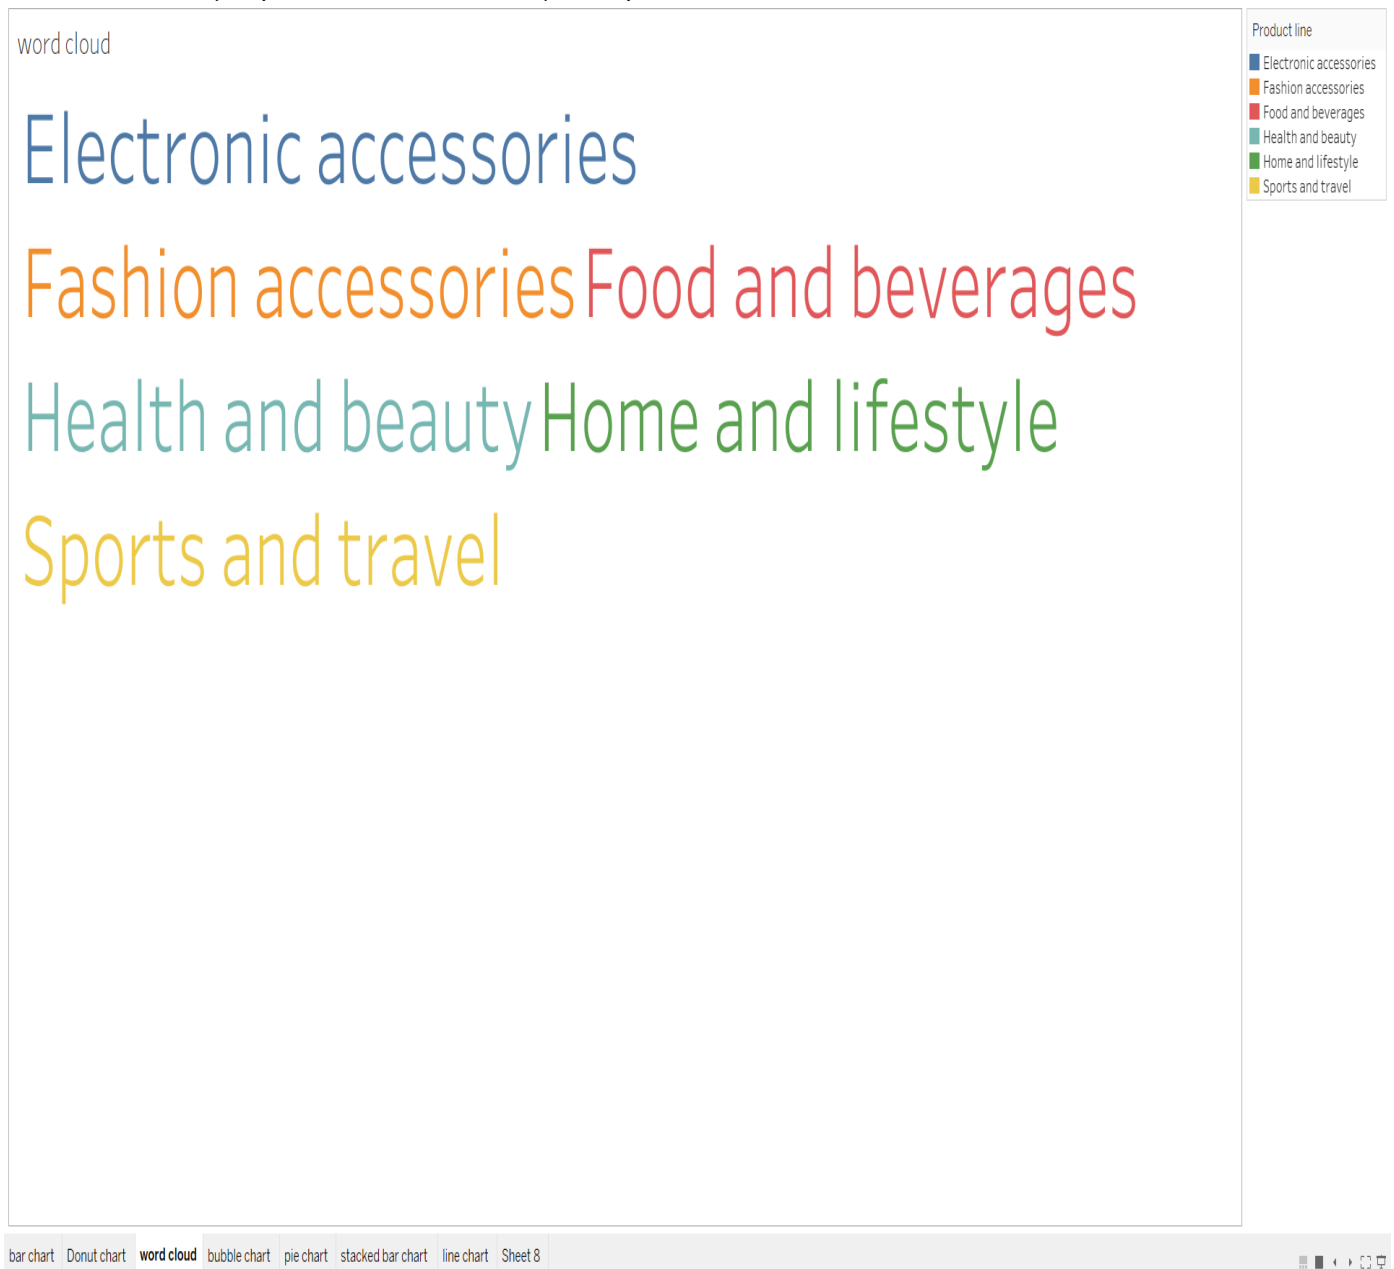 word cloud
Electronic accessories
Fashion accessories Food and beverages
Health and beauty Home and lifestyle
Sports and travel
Product line
Electronic accessories
Fashion accessories
Food and beverages
Health and beauty
Home and lifestyle
Sports and travel
bar chart Donut chart word cloud bubble chart pie chart stacked bar chart line chart Sheet 8